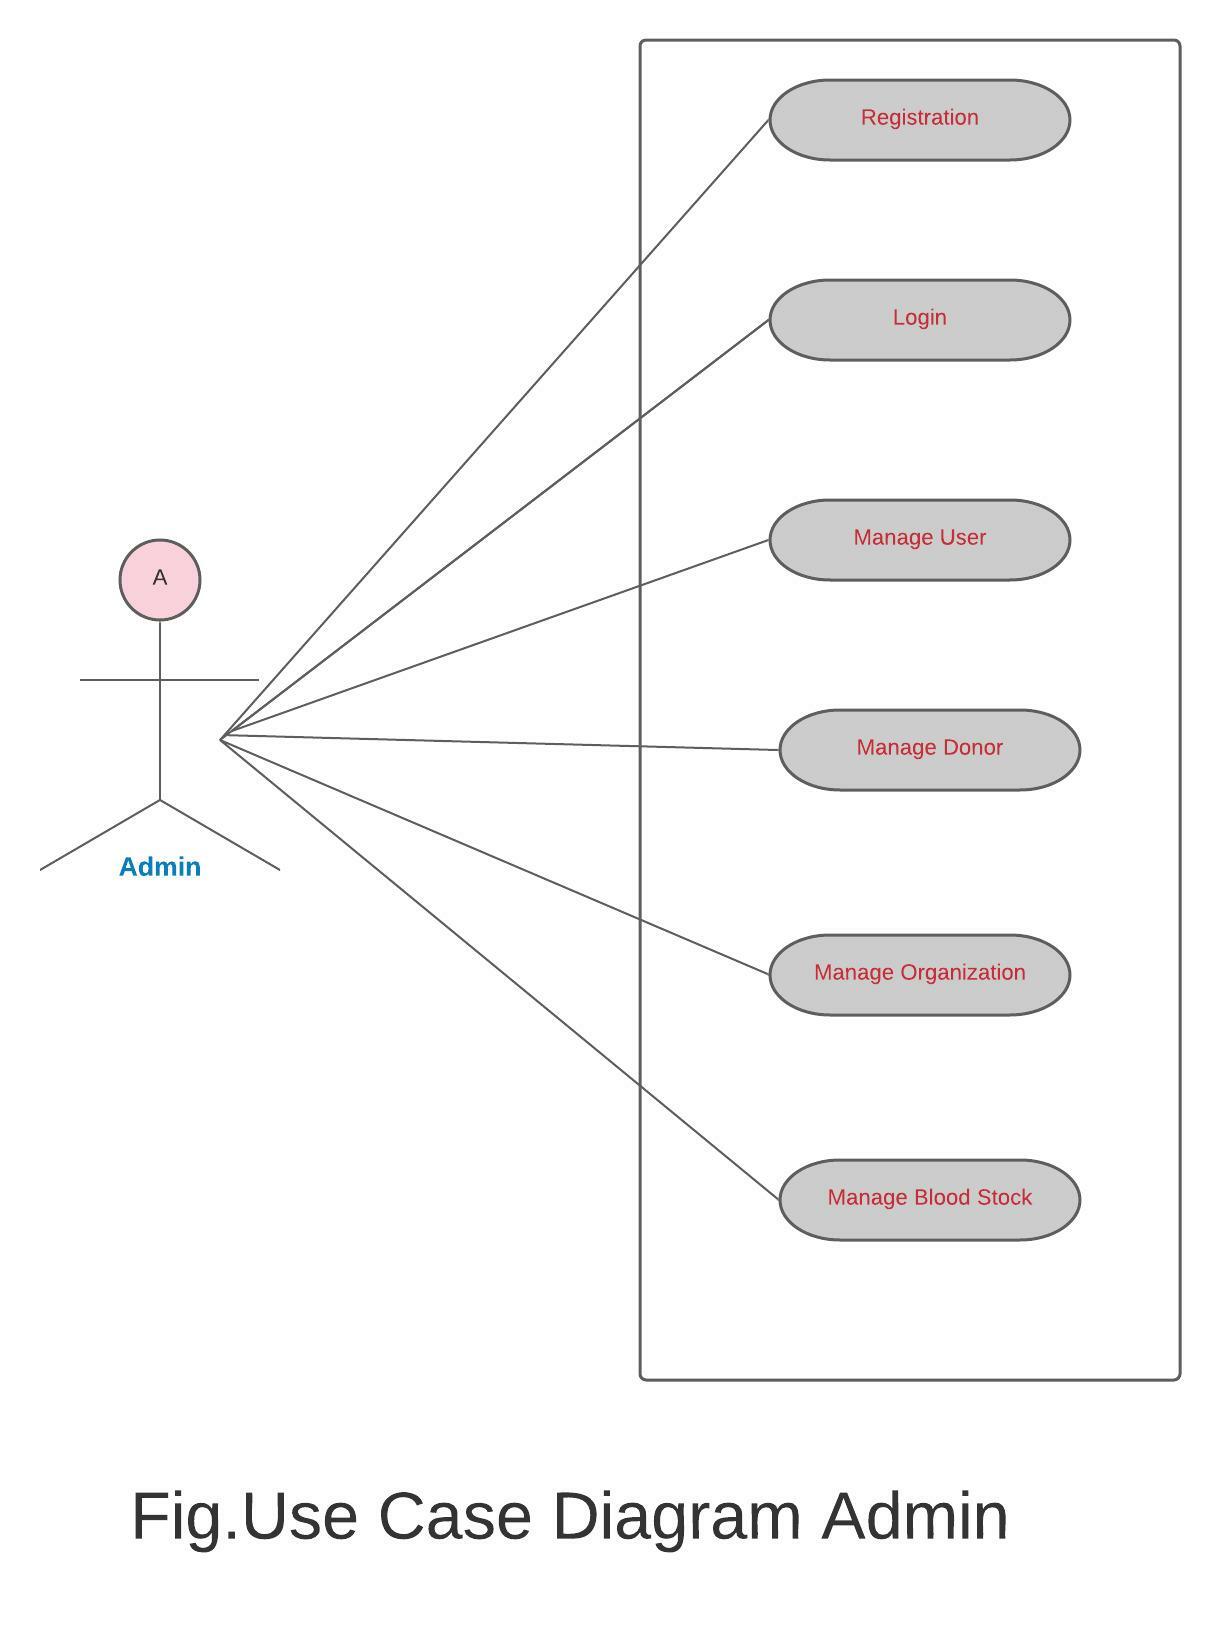 Registration
Login
Manage User
A
Manage Donor
Admin
Manage Organization
Manage Blood Stock
Fig.Use Case Diagram Admin